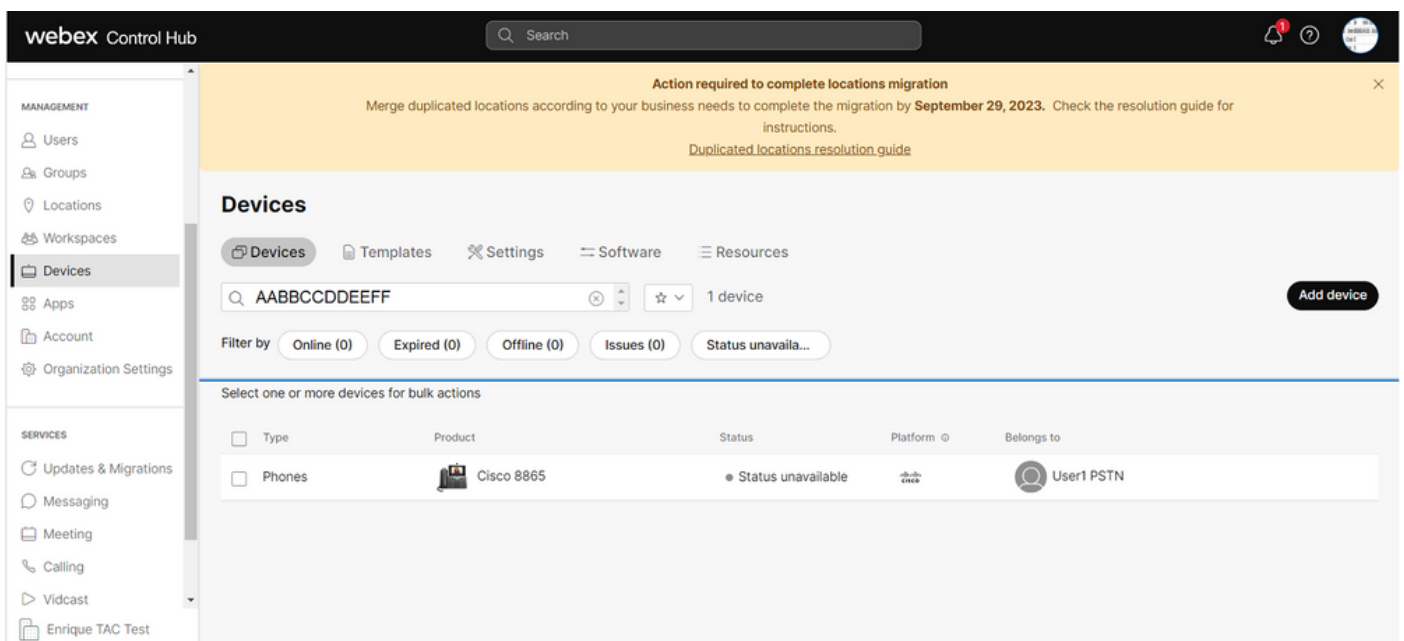 webex Control Hub
Search
1
MANAGEMENT
Users
Groups
Locations
Workspaces
Devices
Apps
Account
Organization Settings
SERVICES
Updates & Migrations
Messaging
Meeting
Calling
Vidcast
Enrique TAC Test
Action required to complete locations migration
Merge duplicated locations according to your business needs to complete the migration by September 29, 2023. Check the resolution guide for
instructions.
Duplicated locations resolution guide
Devices
Devices Templates Settings Software Resources
AABBCCDDEEFF 1 device Add device
Filter by Online (0) Expired (0) Offline (0) Issues (0) Status unavaila...
Select one or more devices for bulk actions
Type Product Status Platform Belongs to
Phones Cisco 8865 Status unavailable CISCO User1 PSTN